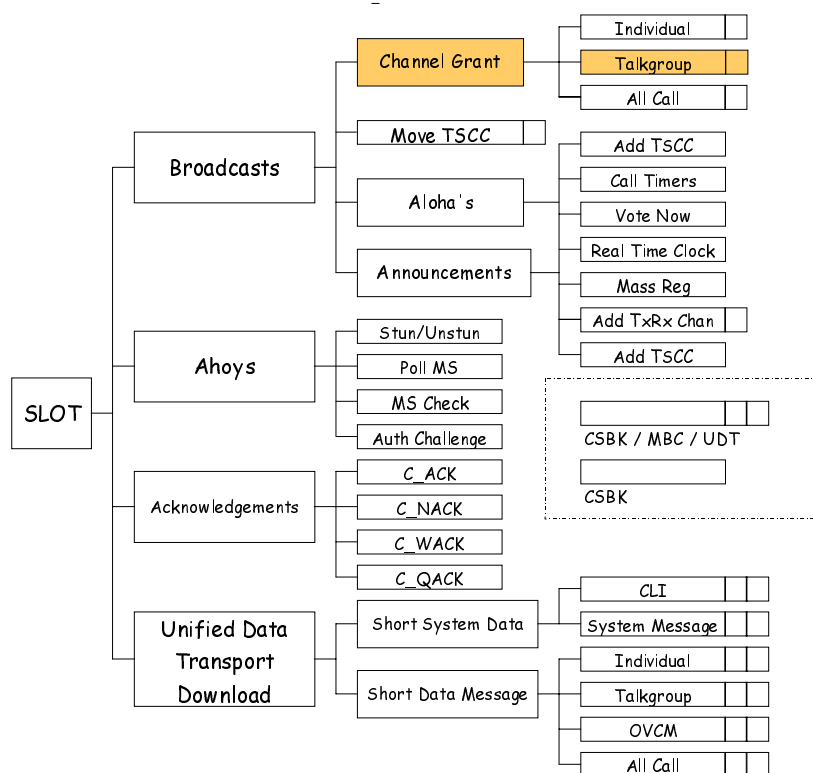 SLOT
Broadcasts
Channel Grant
Individual
Talkgroup
All Call
Move TSCC
Aloha's
Announcements
Add TSCC
Call Timers
Vote Now
Real Time Clock
Mass Reg
Add TxRx Chan
Add TSCC
Ahoys
Stun/Unstun
Poll MS
MS Check
Auth Challenge
CSBK / MBC / UDT
CSBK
Acknowledgements
C_ACK
C_NACK
C_WACK
C_QACK
Unified Data
Transport
Download
Short System Data
CLI
System Message
Short Data Message
Individual
Talkgroup
OVCM
All Call